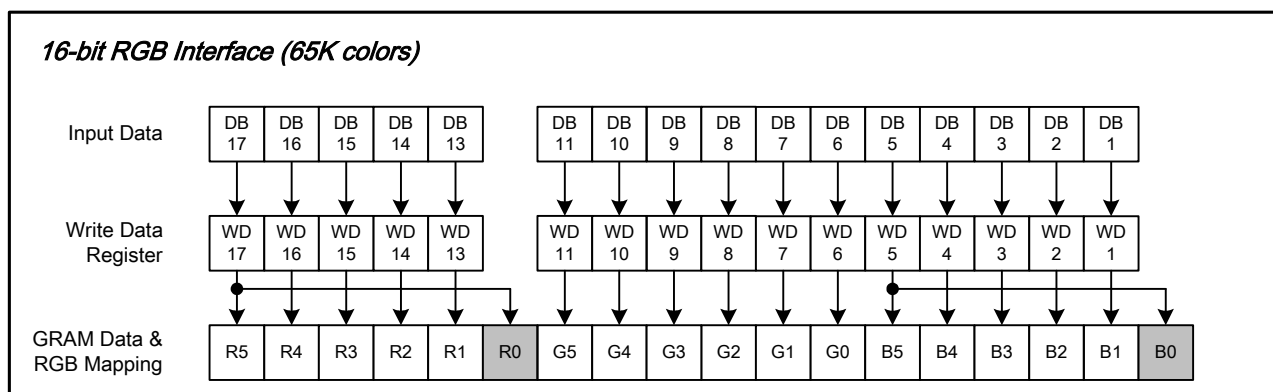 16-bit RGB Interface (65K colors)
Input Data DB 17 DB 16 DB 15 DB 14 DB 13 DB 11 DB 10 DB 9 DB 8 DB 7 DB 6 DB 5 DB 4 DB 3 DB 2 DB 1
Write Data Register WD 17 WD 16 WD 15 WD 14 WD 13 WD 11 WD 10 WD 9 WD 8 WD 7 WD 6 WD 5 WD 4 WD 3 WD 2 WD 1
GRAM Data & RGB Mapping R5 R4 R3 R2 R1 R0 G5 G4 G3 G2 G1 G0 B5 B4 B3 B2 B1 B0